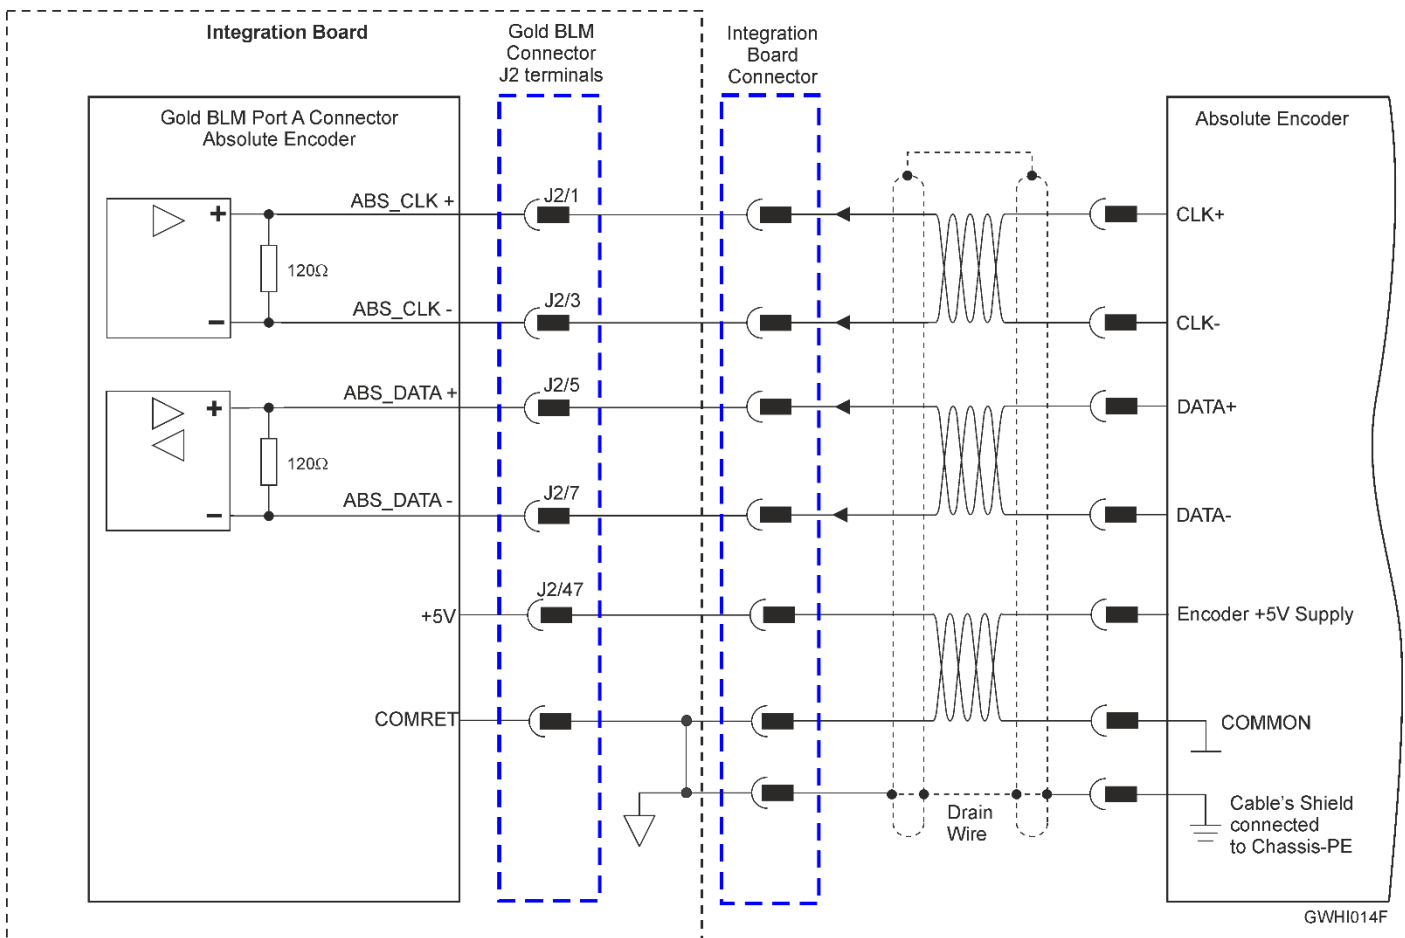 Integration Board
Gold BLM
Connector
J2 terminals
Integration
Board
Connector
Gold BLM Port A Connector
Absolute Encoder
Absolute Encoder
ABS_CLK +
J2/1
CLK+
120Ω
ABS_CLK -
J2/3
CLK-
ABS_DATA +
J2/5
DATA+
120Ω
ABS_DATA -
J2/7
DATA-
+5V
J2/47
Encoder +5V Supply
COMRET
COMMON
Drain
Wire
Cable's Shield
connected
to Chassis-PE
GWHI014F